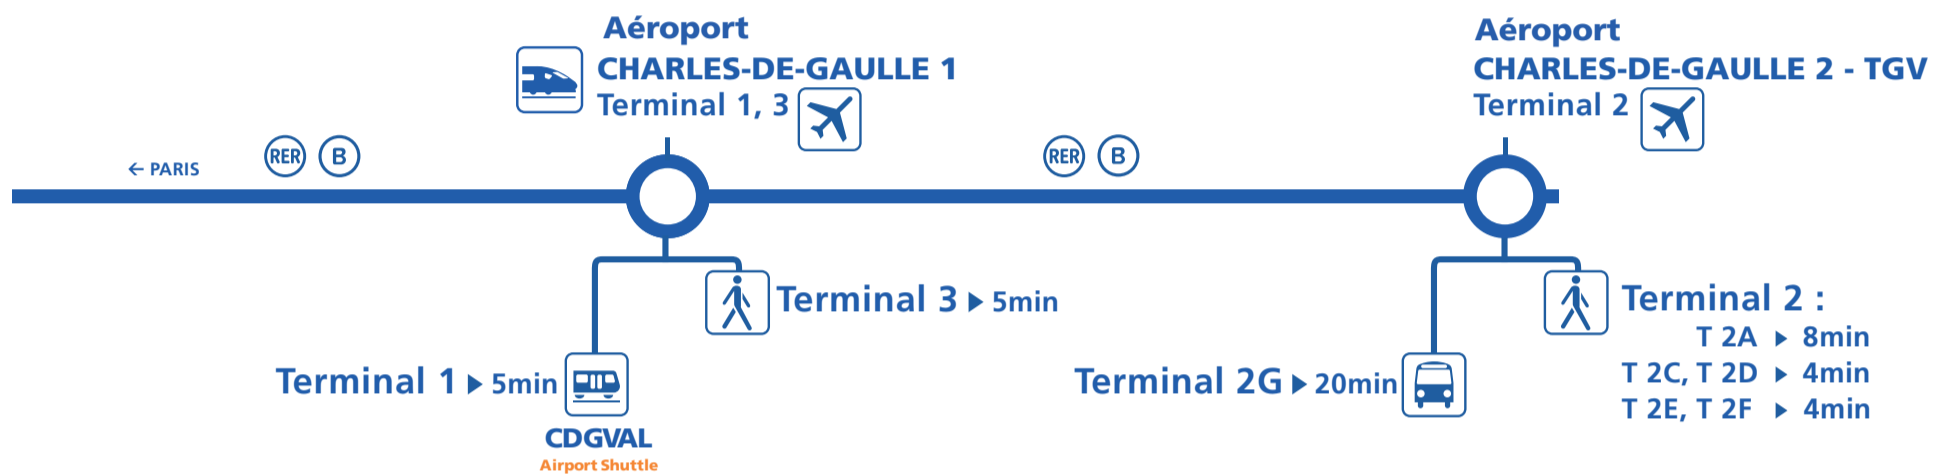 Aéroport
CHARLES-DE-GAULLE 1
Terminal 1, 3
Aéroport
CHARLES-DE-GAULLE 2 - TGV
Terminal 2
← PARIS
RER B
RER B
Terminal 3 ▶ 5min
Terminal 1 ▶ 5min
CDGVAL
Airport Shuttle
Terminal 2G ▶ 20min
Terminal 2 :
T 2A ▶ 8min
T 2C, T 2D ▶ 4min
T 2E, T 2F ▶ 4min